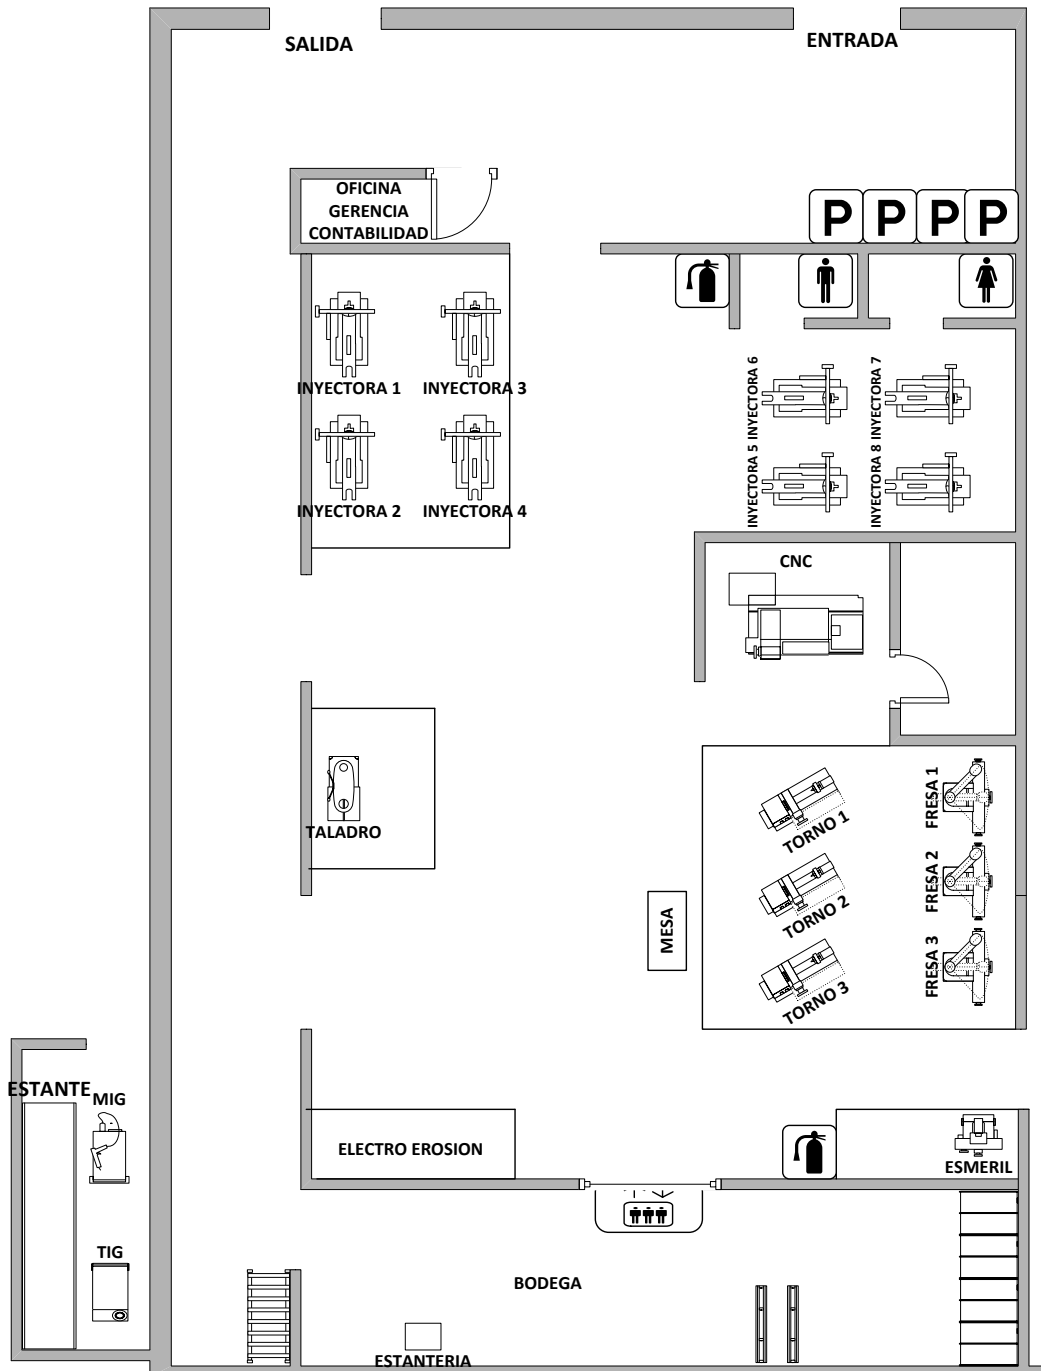 SALIDA
ENTRADA
OFICINA
GERENCIA
CONTABILIDAD
P P P P
INYECTORA 1
INYECTORA 3
INYECTORA 2
INYECTORA 4
INYECTORA 6
INYECTORA 7
INYECTORA 5
INYECTORA 8
CNC
TALADRO
TORNO 1
FRESA 1
TORNO 2
FRESA 2
MESA
TORNO 3
FRESA 3
ESTANTE
MIG
ELECTRO EROSION
ESMERIL
TIG
BODEGA
ESTANTERIA